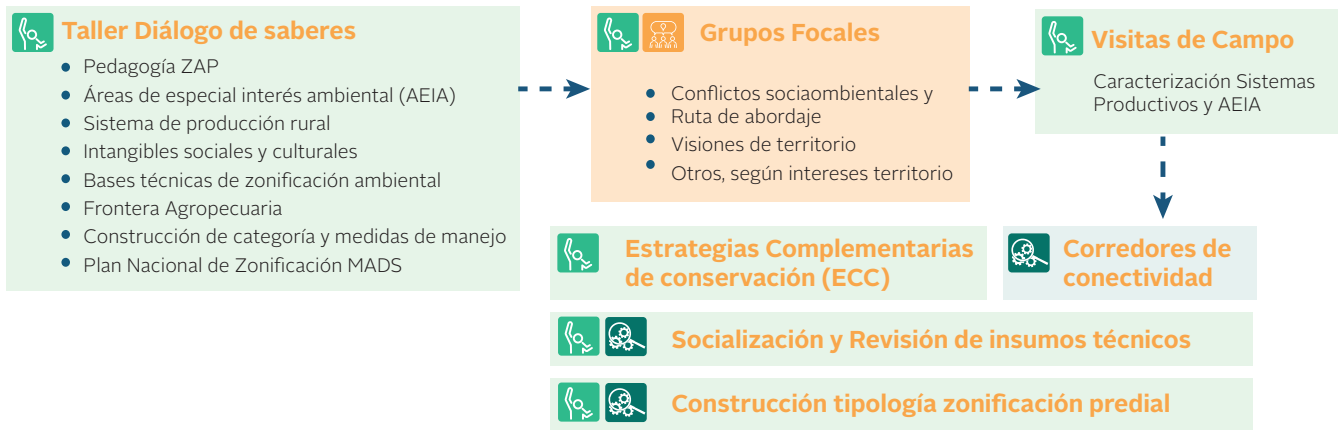 Taller Diálogo de saberes
• Pedagogía ZAP
• Áreas de especial interés ambiental (AEIA)
• Sistema de producción rural
• Intangibles sociales y culturales
• Bases técnicas de zonificación ambiental
• Frontera Agropecuaria
• Construcción de categoría y medidas de manejo
• Plan Nacional de Zonificación MADS
Grupos Focales
• Conflictos sociaombientales y
• Ruta de abordaje
• Visiones de territorio
• Otros, según intereses territorio
Visitas de Campo
Caracterización Sistemas
Productivos y AEIA
Estrategias Complementarias
de conservación (ECC)
Corredores de
conectividad
Socialización y Revisión de insumos técnicos
Construcción tipología zonificación predial